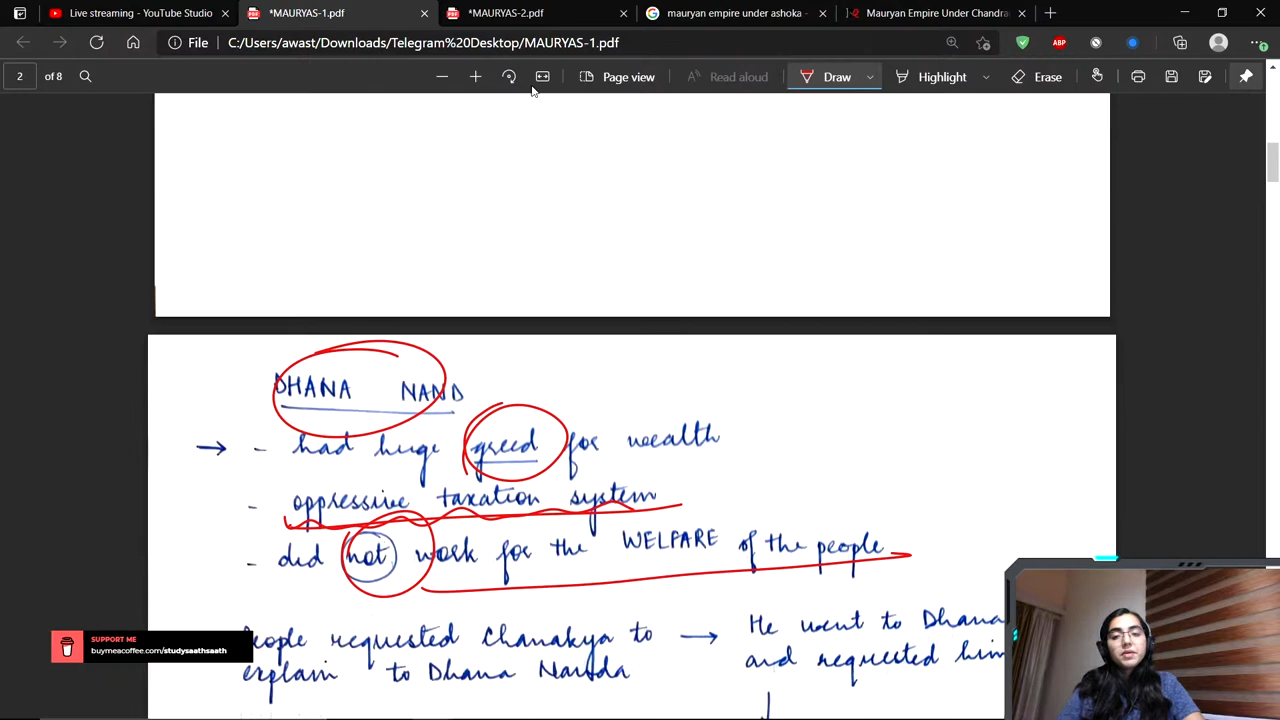 Live streaming - YouTube Studio
*MAURYAS-1.pdf
*MAURYAS-2.pdf
mauryan empire under ashoka -
Mauryan Empire Under Chandra
File
C:/Users/awast/Downloads/Telegram%20Desktop/MAURYAS-1.pdf
ABP
2 of 8
Page view
Read aloud
Draw
Highlight
Erase
DHANA NAND
→ - had huge greed for wealth
- oppressive taxation system
- did not work for the WELFARE of the people
People requested Chanakya to → He went to Dhana
explain to Dhana Nanda and requested him
SUPPORT ME
buymeacoffee.com/studysaathsaath